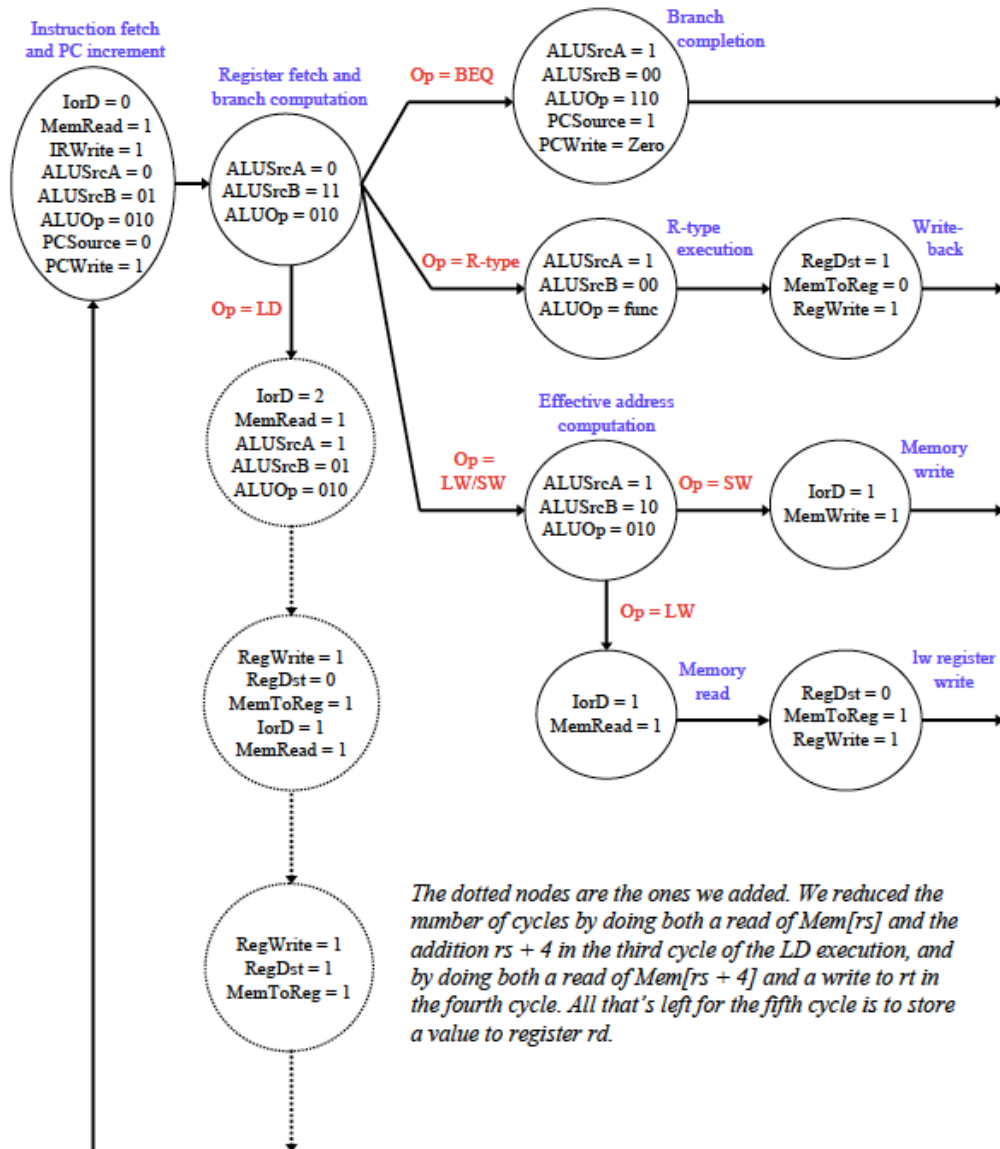 Instruction fetch
and PC increment
IorD = 0
MemRead = 1
IRWrite = 1
ALUSrcA = 0
ALUSrcB = 01
ALUOp = 010
PCSource = 0
PCWrite = 1
Register fetch and
branch computation
ALUSrcA = 0
ALUSrcB = 11
ALUOp = 010
Op = BEQ
Branch
completion
ALUSrcA = 1
ALUSrcB = 00
ALUOp = 110
PCSource = 1
PCWrite = Zero
Op = R-type
R-type
execution
ALUSrcA = 1
ALUSrcB = 00
ALUOp = func
Write-
back
RegDst = 1
MemToReg = 0
RegWrite = 1
Op =
LW/SW
Effective address
computation
ALUSrcA = 1
ALUSrcB = 10
ALUOp = 010
Op = SW
Memory
write
IorD = 1
MemWrite = 1
Op = LW
IorD = 1
MemRead = 1
Memory
read
lw register
write
RegDst = 0
MemToReg = 1
RegWrite = 1
Op = LD
IorD = 2
MemRead = 1
ALUSrcA = 1
ALUSrcB = 01
ALUOp = 010
RegWrite = 1
RegDst = 0
MemToReg = 1
IorD = 1
MemRead = 1
RegWrite = 1
RegDst = 1
MemToReg = 1
The dotted nodes are the ones we added. We reduced the
number of cycles by doing both a read of Mem[rs] and the
addition rs + 4 in the third cycle of the LD execution, and
by doing both a read of Mem[rs + 4] and a write to rt in
the fourth cycle. All that's left for the fifth cycle is to store
a value to register rd.